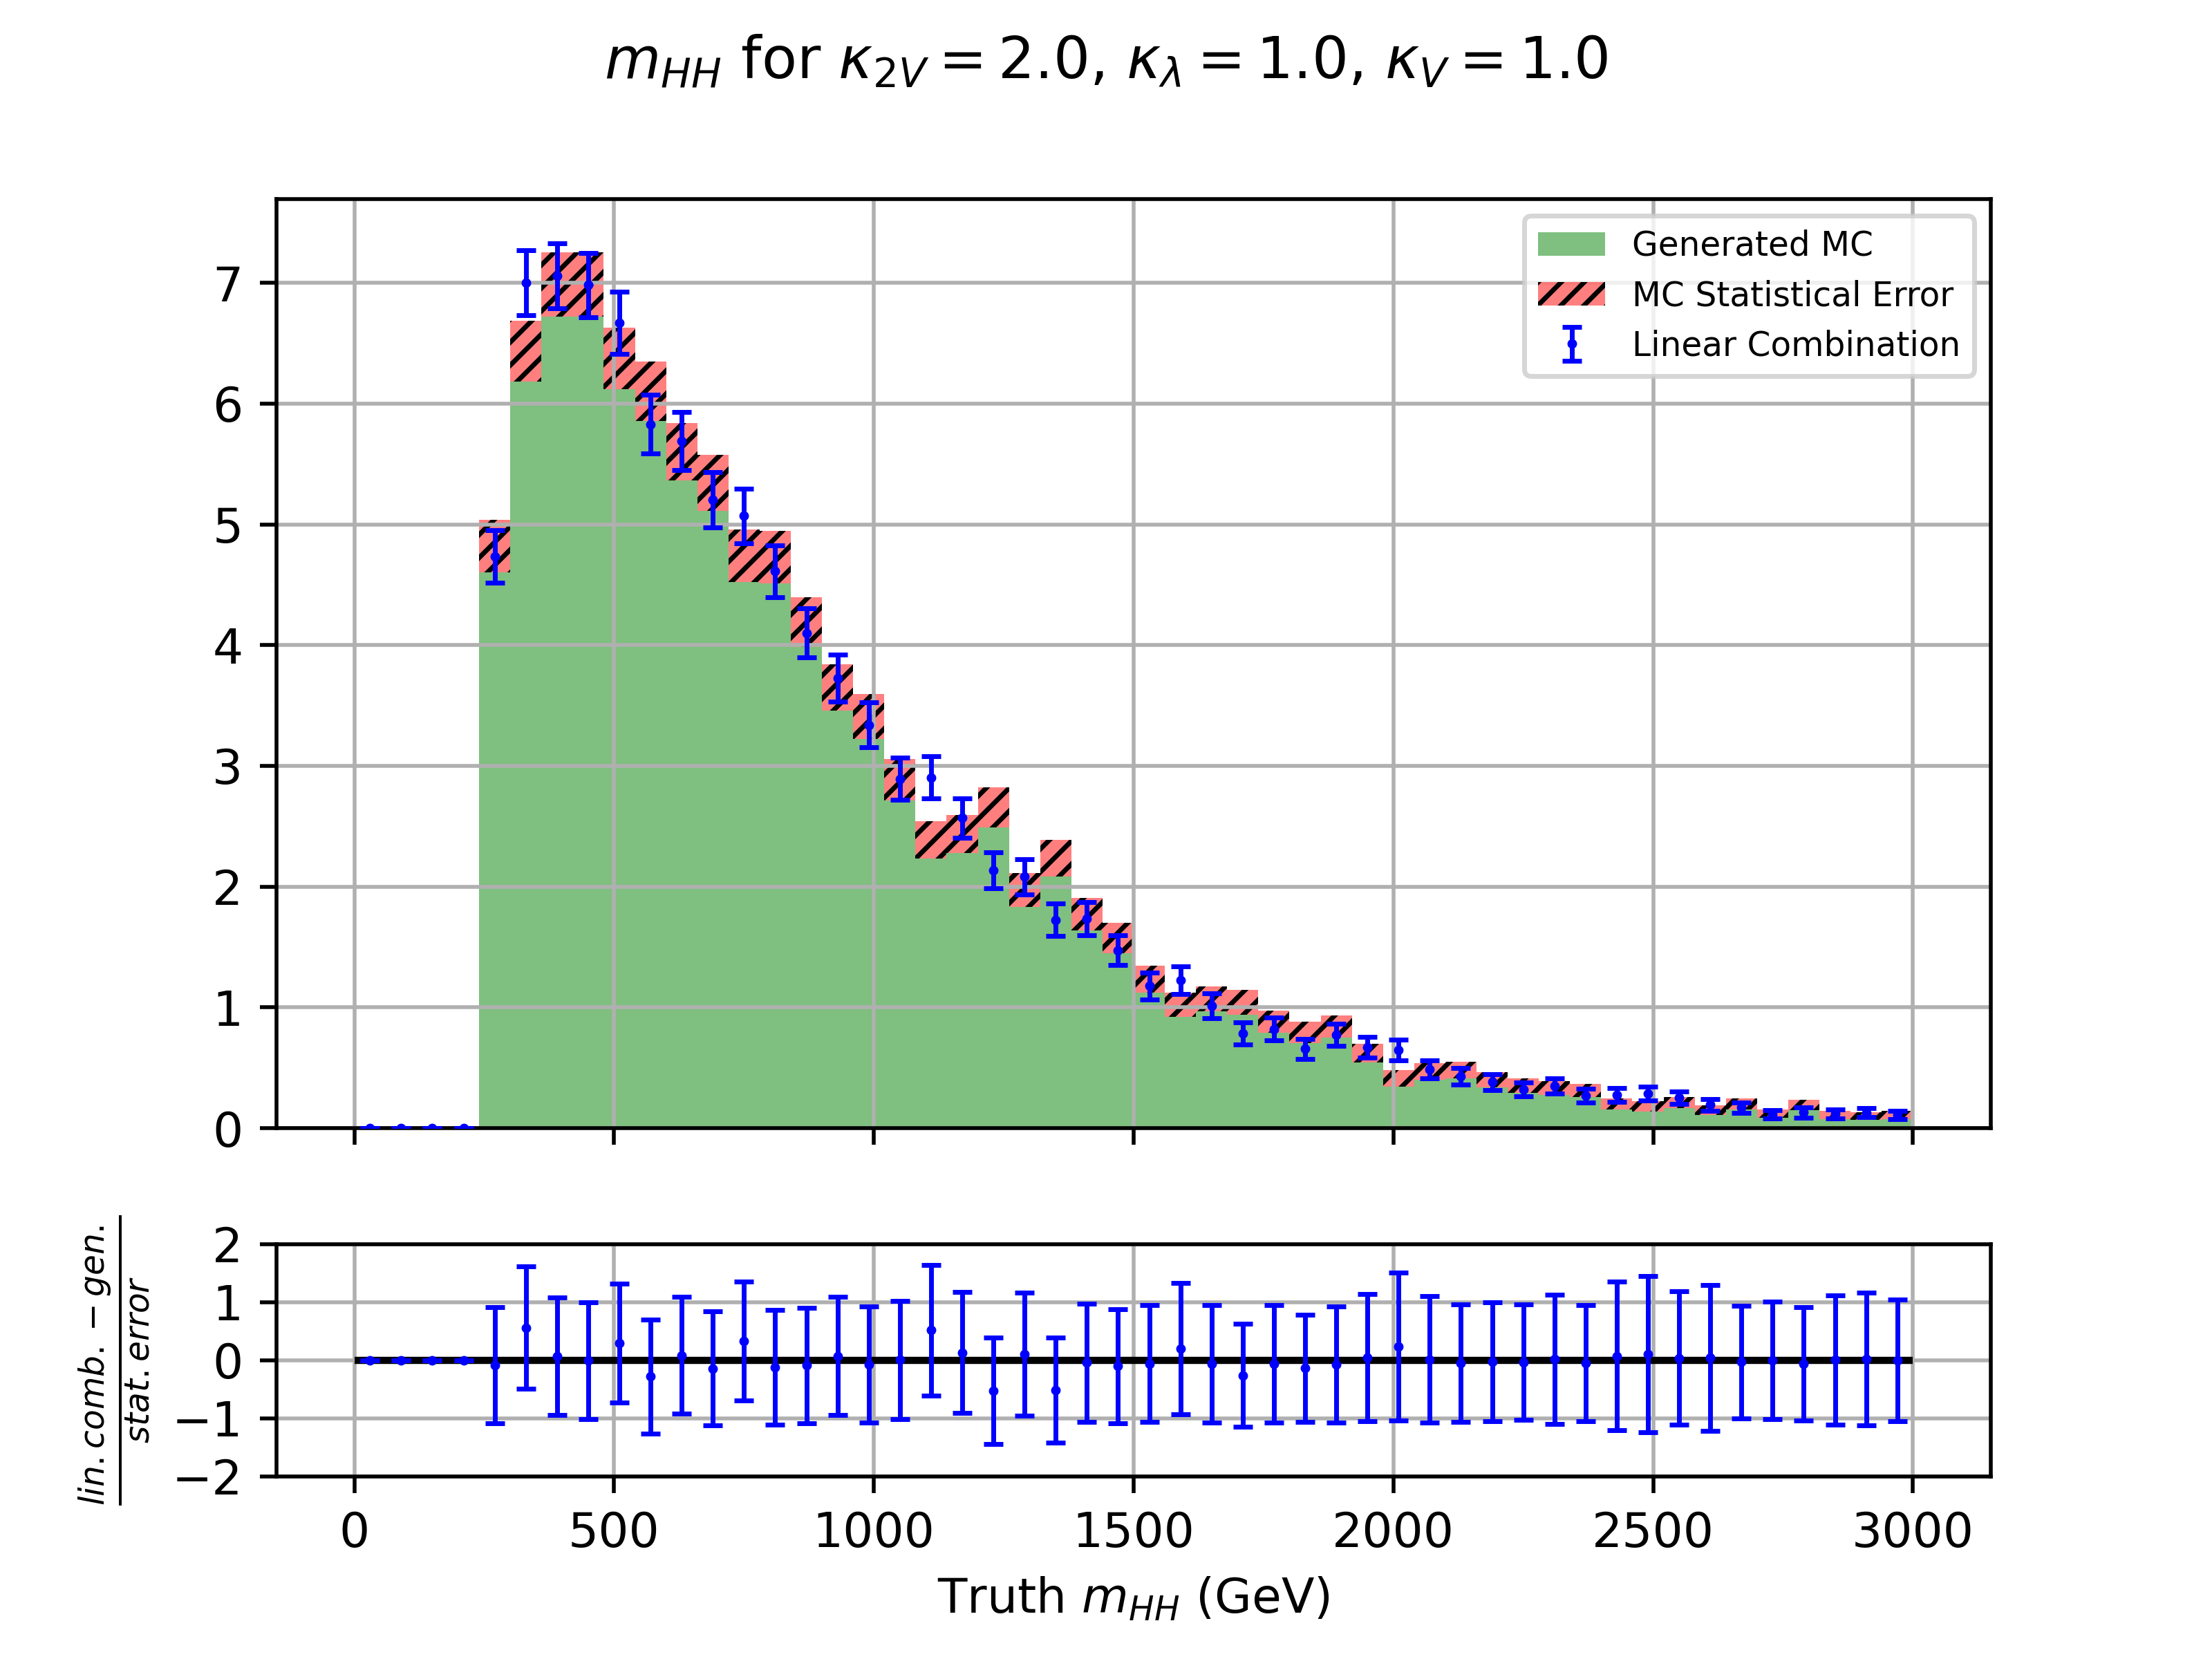 m_HH for κ_2V = 2.0, κ_λ = 1.0, κ_V = 1.0
Generated MC
MC Statistical Error
Linear Combination
7
6
5
4
3
2
1
0
lin. comb. − gen.
stat. error
2
1
0
−1
−2
0 500 1000 1500 2000 2500 3000
Truth m_HH (GeV)